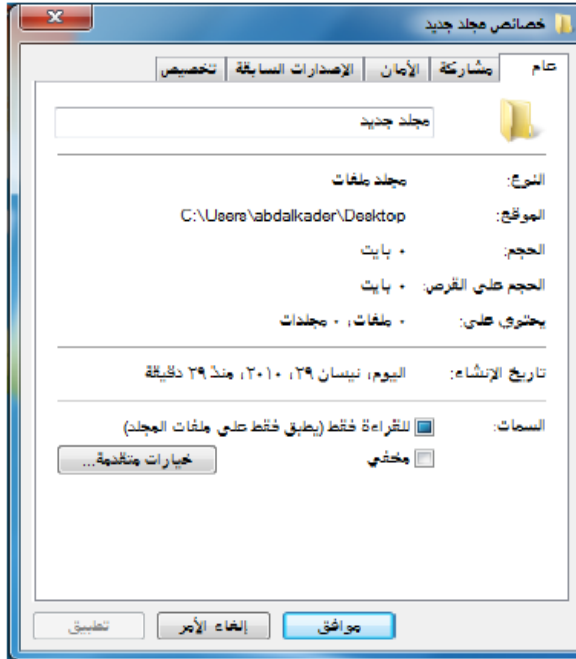 خصائص مجلد جديد
عام مشاركة الأمان الإصدارات السابقة تخصيص
مجلد جديد
النوع: مجلد ملفات
الموقع: C:\Users\abdalkader\Desktop
الحجم: ٠ بايت
الحجم على القرص: ٠ بايت
يحتوي على: ٠ ملفات، ٠ مجلدات
تاريخ الإنشاء: اليوم، نيسان ٢٩، ٢٠١٠، منذ ٢٩ دقيقة
السمات: للقراءة فقط (يطبق فقط على ملفات المجلد)
مخفي خيارات متقدمة...
موافق إلغاء الأمر تطبيق